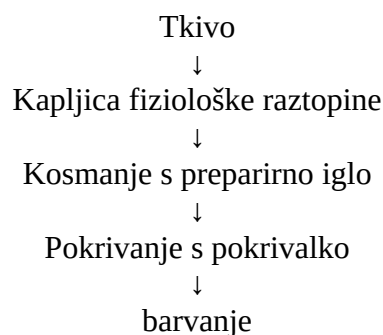 Tkivo
↓
Kapljica fiziološke raztopine
↓
Kosmanje s preparirno iglo
↓
Pokrivanje s pokrivalko
↓
barvanje